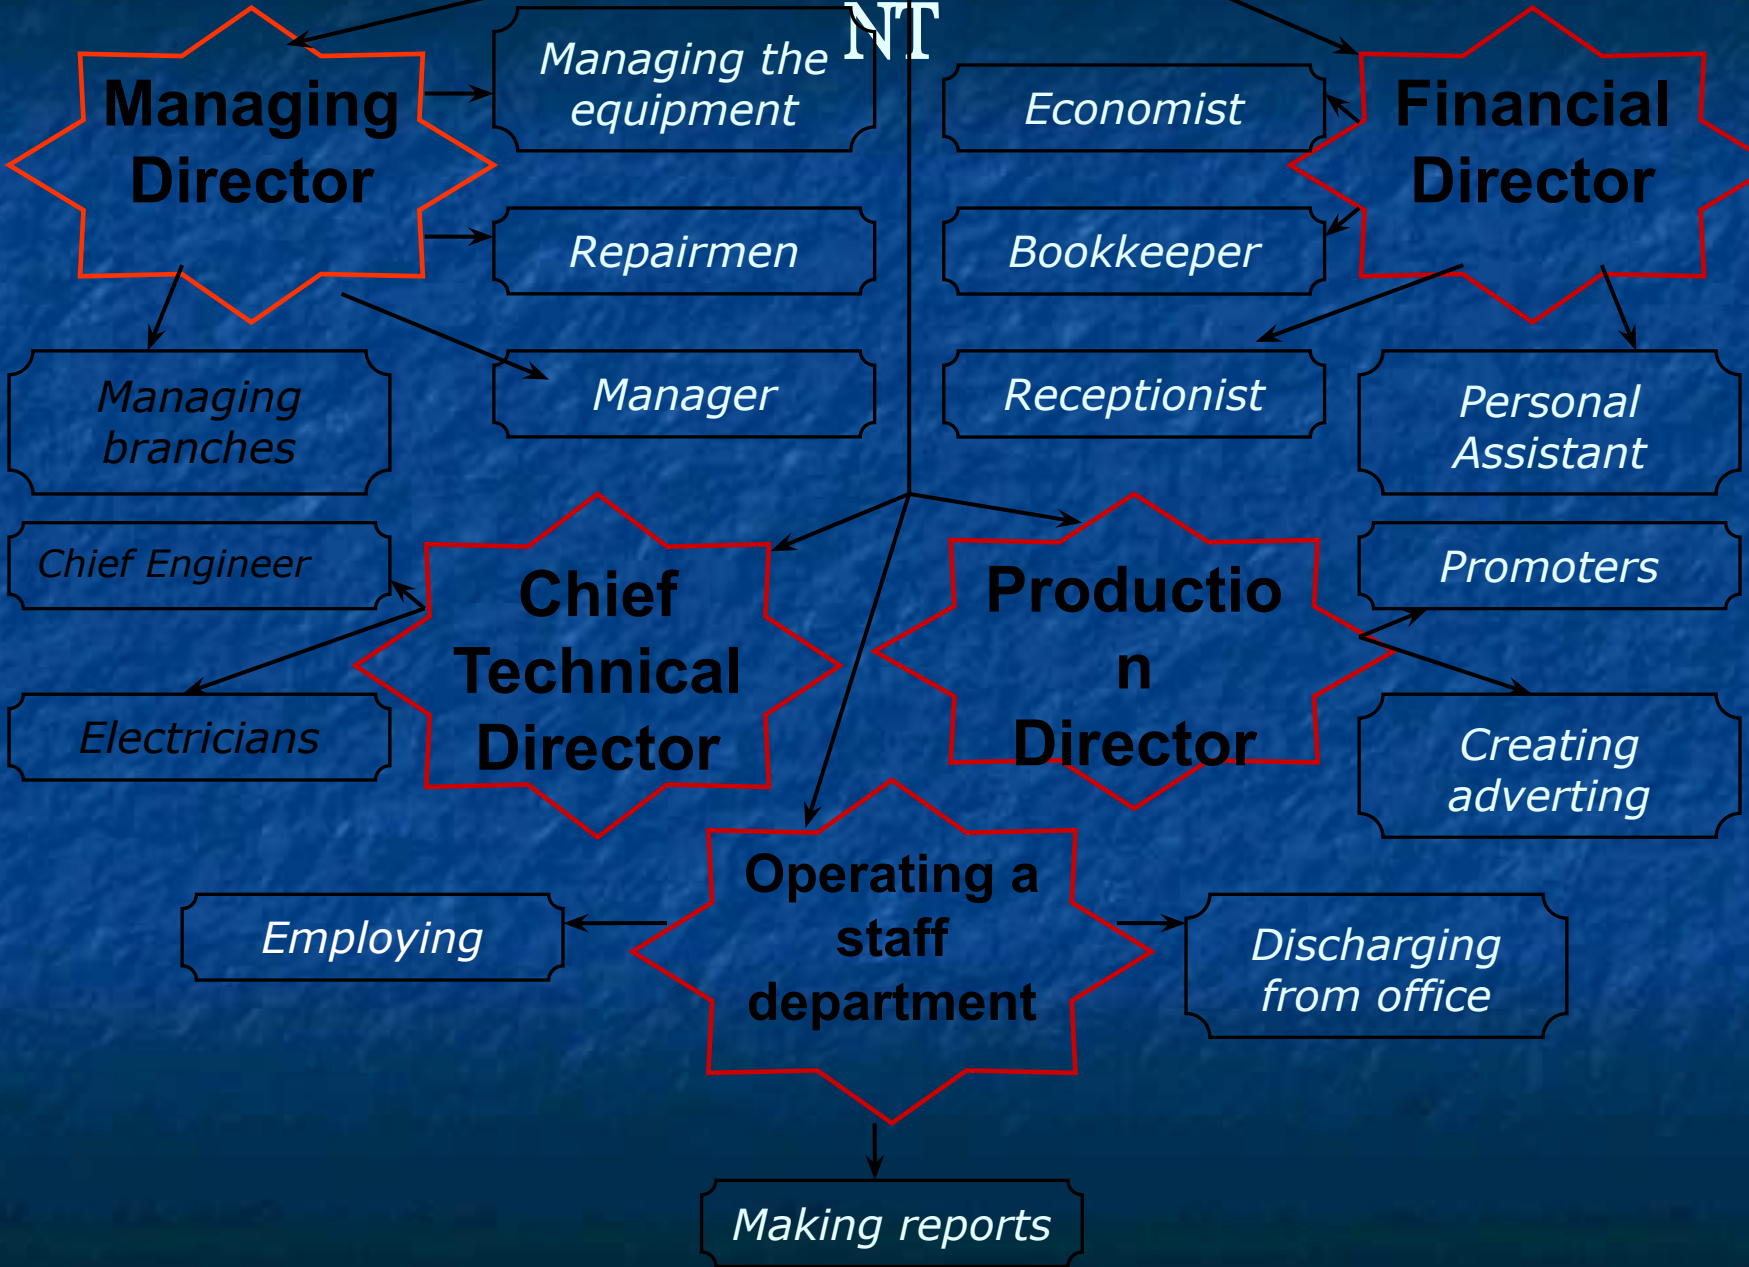 NT
Managing
Director
Managing the
equipment
Economist
Financial
Director
Repairmen
Bookkeeper
Managing
branches
Manager
Receptionist
Personal
Assistant
Chief Engineer
Chief
Technical
Director
Productio
n
Director
Promoters
Electricians
Creating
adverting
Operating a
staff
department
Employing
Discharging
from office
Making reports